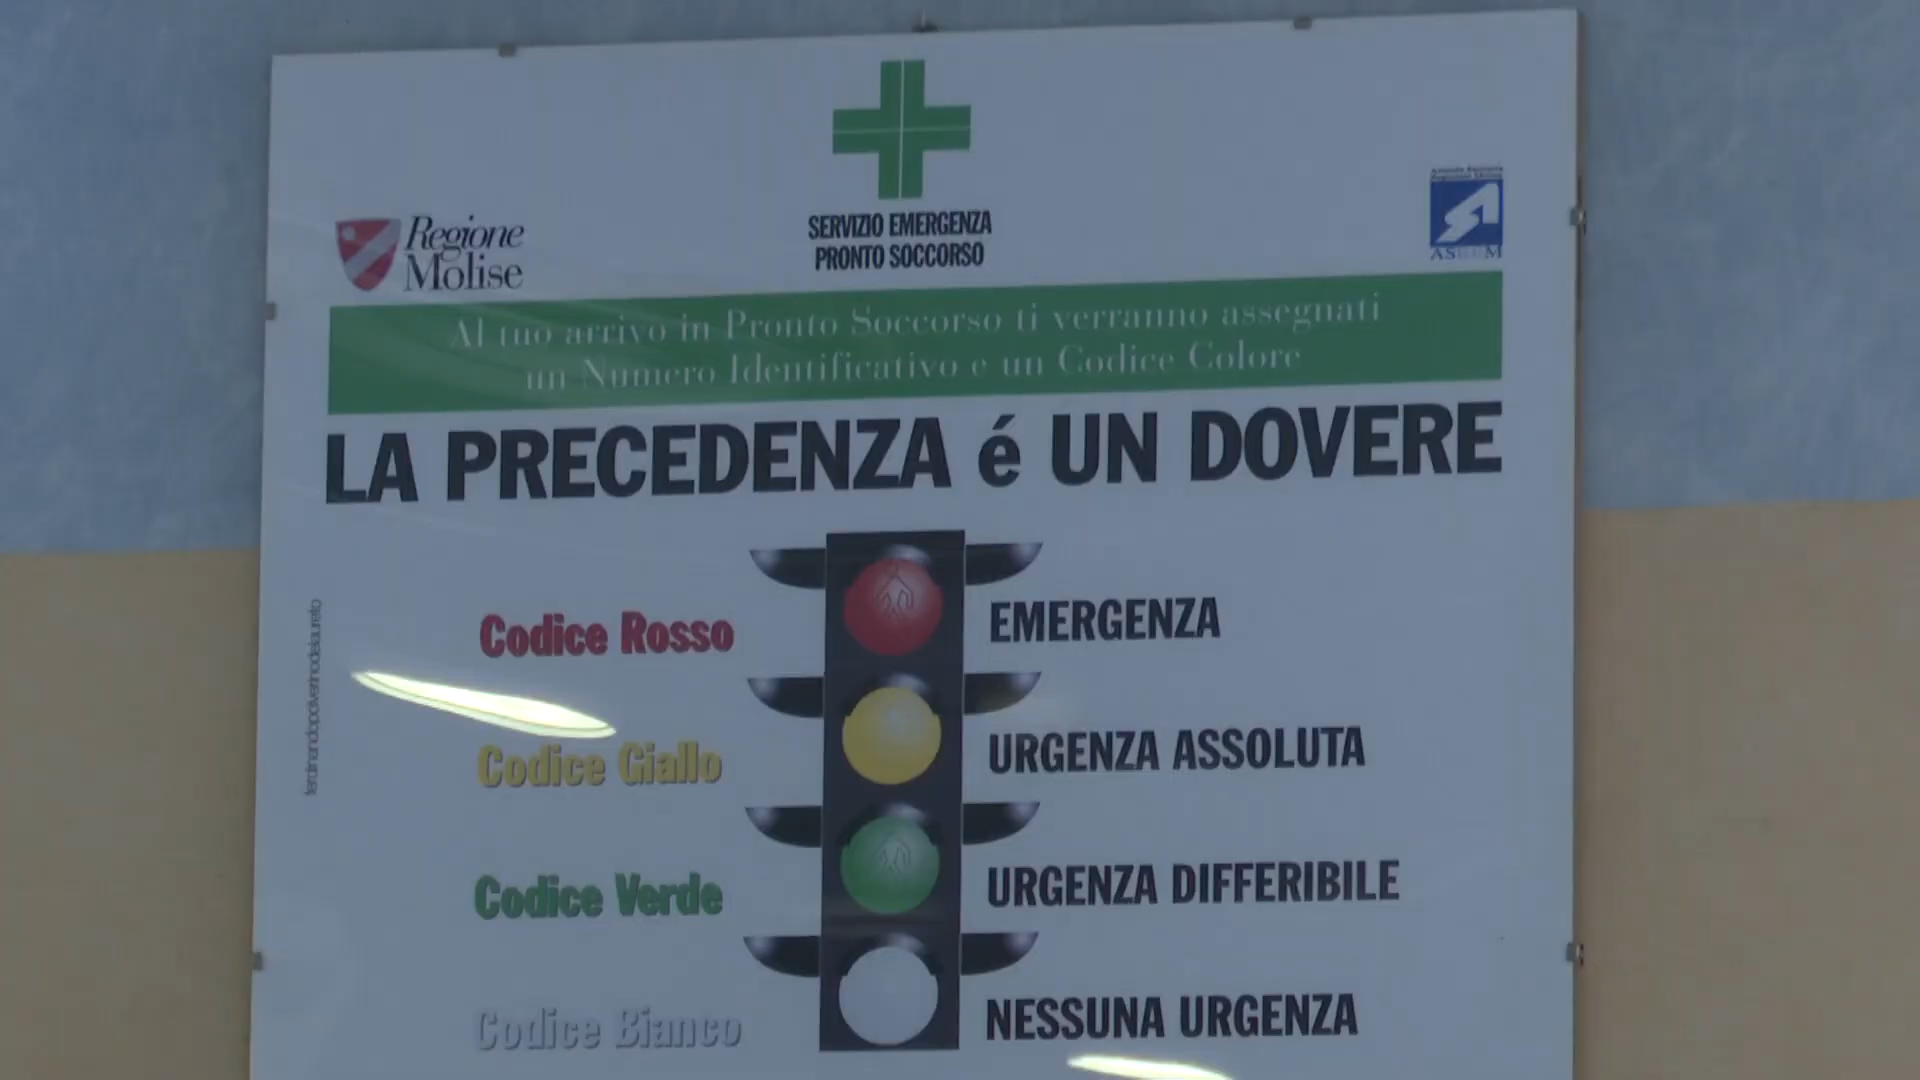 SERVIZIO EMERGENZA
PRONTO SOCCORSO
Regione
Molise
Al tuo arrivo in Pronto Soccorso ti verranno assegnati
un Numero Identificativo e un Codice Colore
LA PRECEDENZA é UN DOVERE
Codice Rosso EMERGENZA
Codice Giallo URGENZA ASSOLUTA
Codice Verde URGENZA DIFFERIBILE
Codice Bianco NESSUNA URGENZA